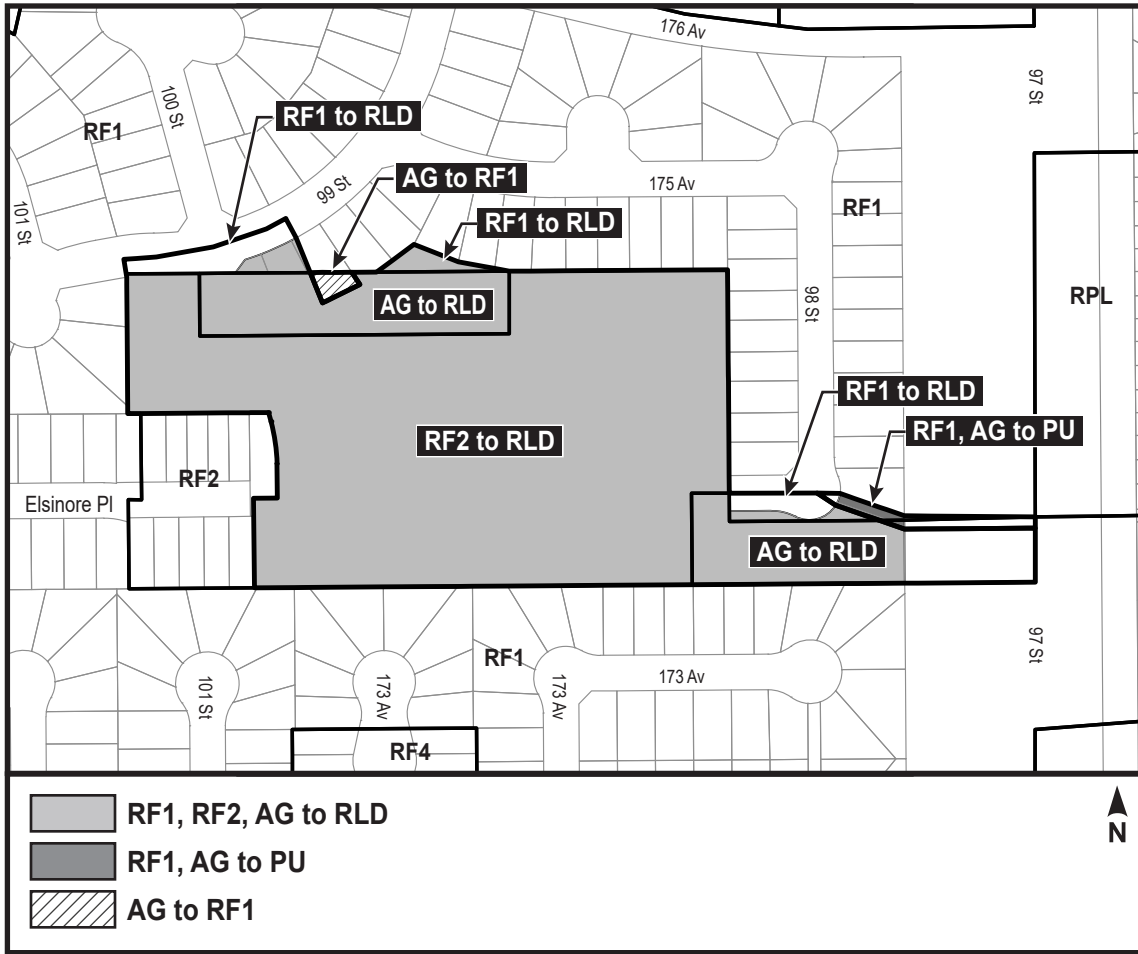 176 Av
97 St
100 St
RF1 to RLD
RF1
AG to RF1
99 St
175 Av
101 St
RF1 to RLD
RF1
RPL
AG to RLD
98 St
RF1 to RLD
RF1, AG to PU
RF2 to RLD
RF2
Elsinore Pl
AG to RLD
97 St
RF1
173 Av
101 St
173 Av
173 Av
RF4
RF1, RF2, AG to RLD
RF1, AG to PU
AG to RF1
N